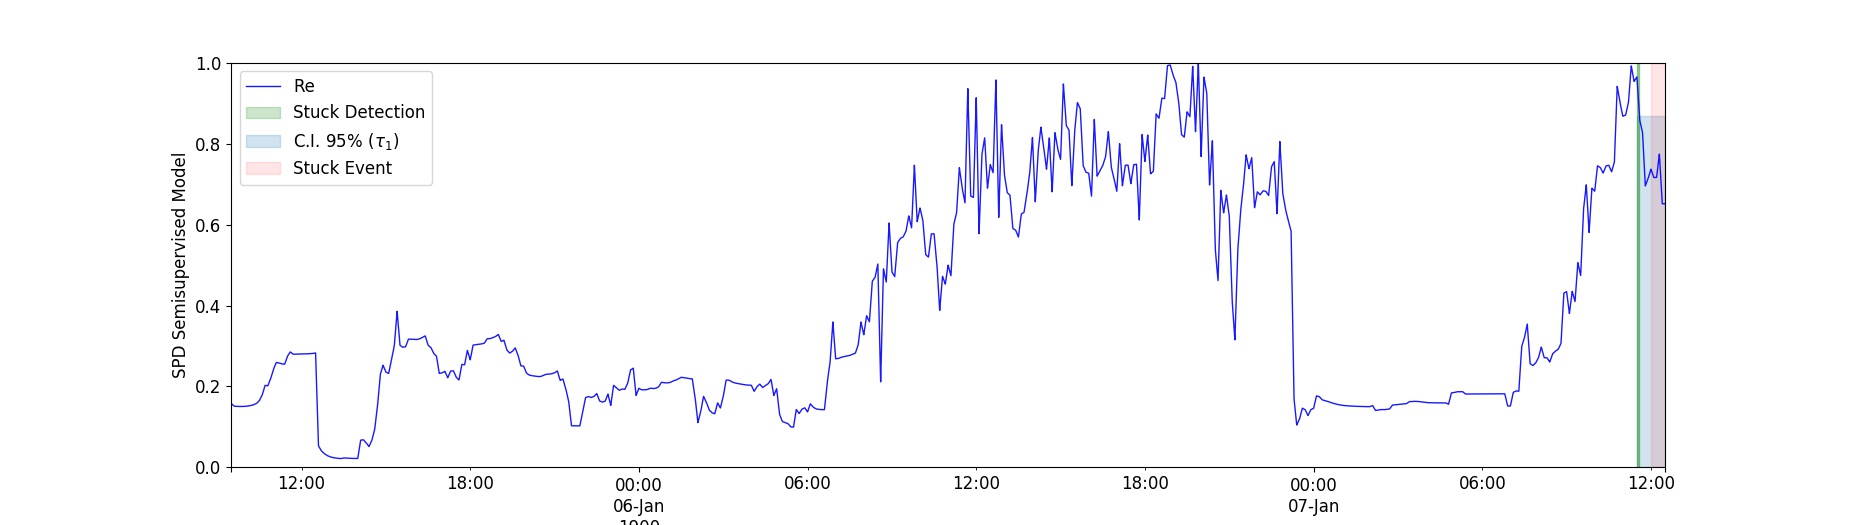 1.0
0.8
0.6
0.4
0.2
0.0
SPD Semisupervised Model
Re
Stuck Detection
C.I. 95% (τ₁)
Stuck Event
12:00 18:00 00:00 06:00 12:00 18:00 00:00 06:00 12:00
06-Jan 07-Jan
1900